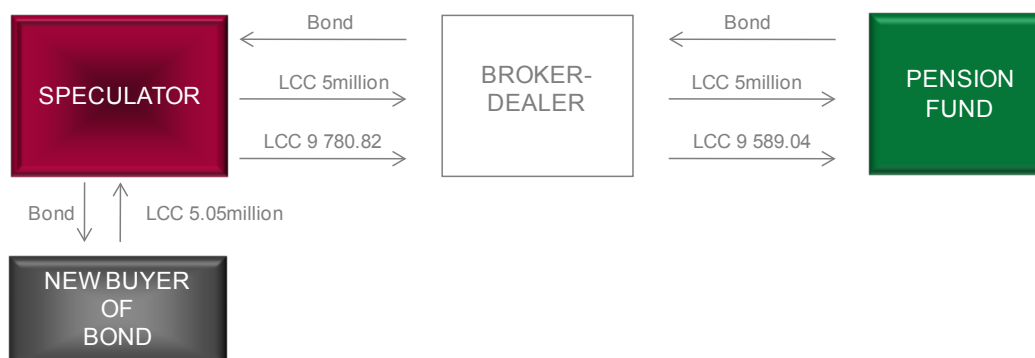 Bond
Bond
SPECULATOR
LCC 5million
BROKER-
DEALER
LCC 5million
PENSION
FUND
LCC 9 780.82
LCC 9 589.04
Bond
LCC 5.05million
NEW BUYER
OF
BOND